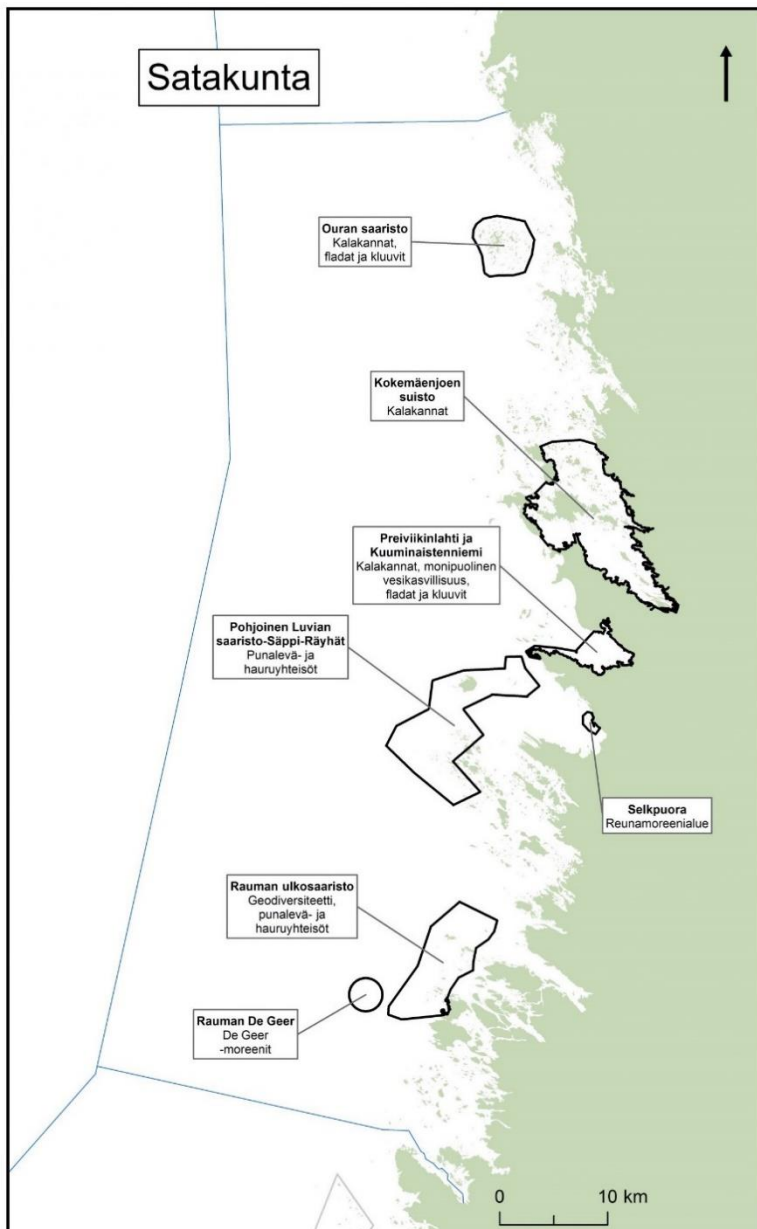 Satakunta
Ouran saaristo
Kalakannat,
fladat ja kluuvit
Kokemäenjoen
suisto
Kalakannat
Preiviikinlahti ja
Kuuminaistenniemi
Kalakannat, monipuolinen
vesikasvillisuus,
fladat ja kluuvit
Pohjoinen Luvian
saaristo-Säppi-Räyhät
Punalevä- ja
hauruyhteisöt
Selkpuora
Reunamoreenialue
Rauman ulkosaaristo
Geodiversiteetti,
punalevä- ja
hauruyhteisöt
Rauman De Geer
De Geer
-moreenit
0 10 km